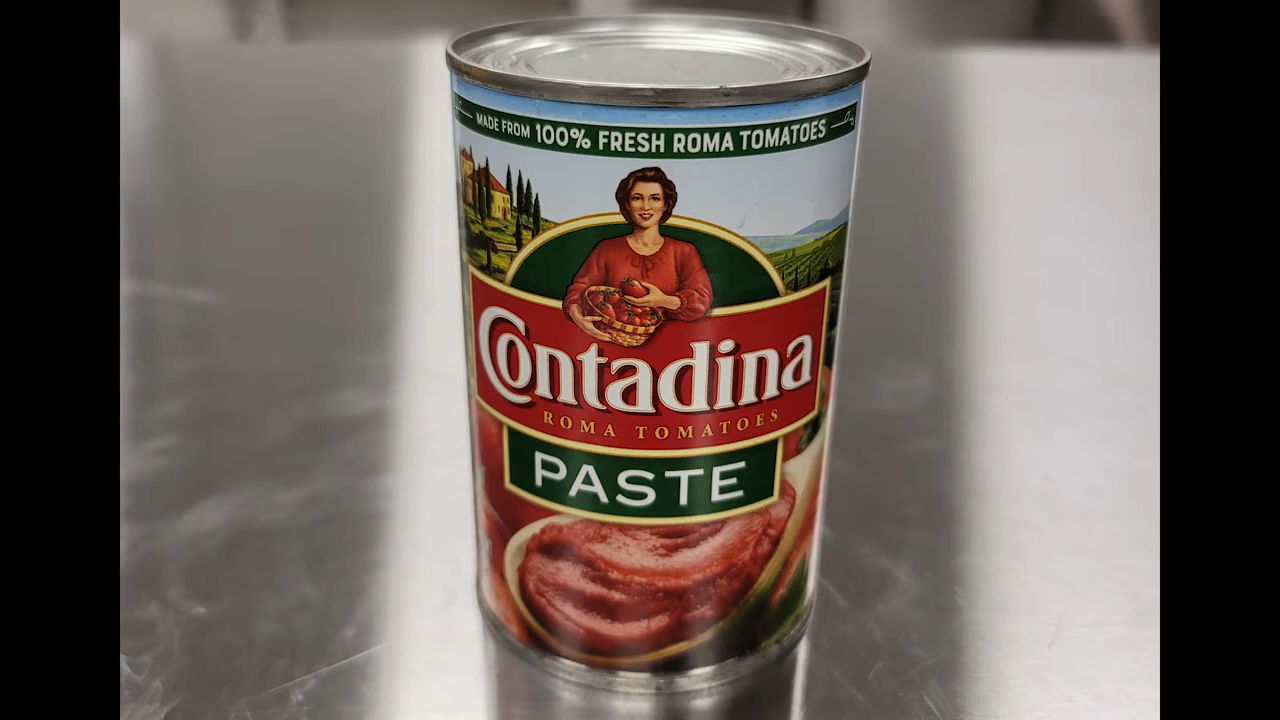 MADE FROM 100% FRESH ROMA TOMATOES
Contadina
ROMA TOMATOES
PASTE